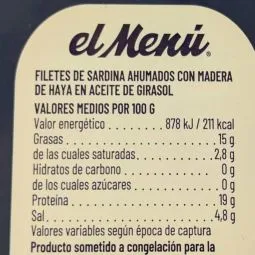 el Menú®
FILETES DE SARDINA AHUMADOS CON MADERA
DE HAYA EN ACEITE DE GIRASOL
VALORES MEDIOS POR 100 G
Valor energético . . . . . . . . . 878 kJ / 211 kcal
Grasas . . . . . . . . . . . . . . . . . . . . . . . . . 15 g
de las cuales saturadas. . . . . . . . . . . . 2,8 g
Hidratos de carbono . . . . . . . . . . . . . . . 0 g
de los cuales azúcares . . . . . . . . . . . . . 0 g
Proteína . . . . . . . . . . . . . . . . . . . . . . . 19 g
Sal. . . . . . . . . . . . . . . . . . . . . . . . . . . 4,8 g
Valores variables según época de captura
Producto sometido a congelación para la